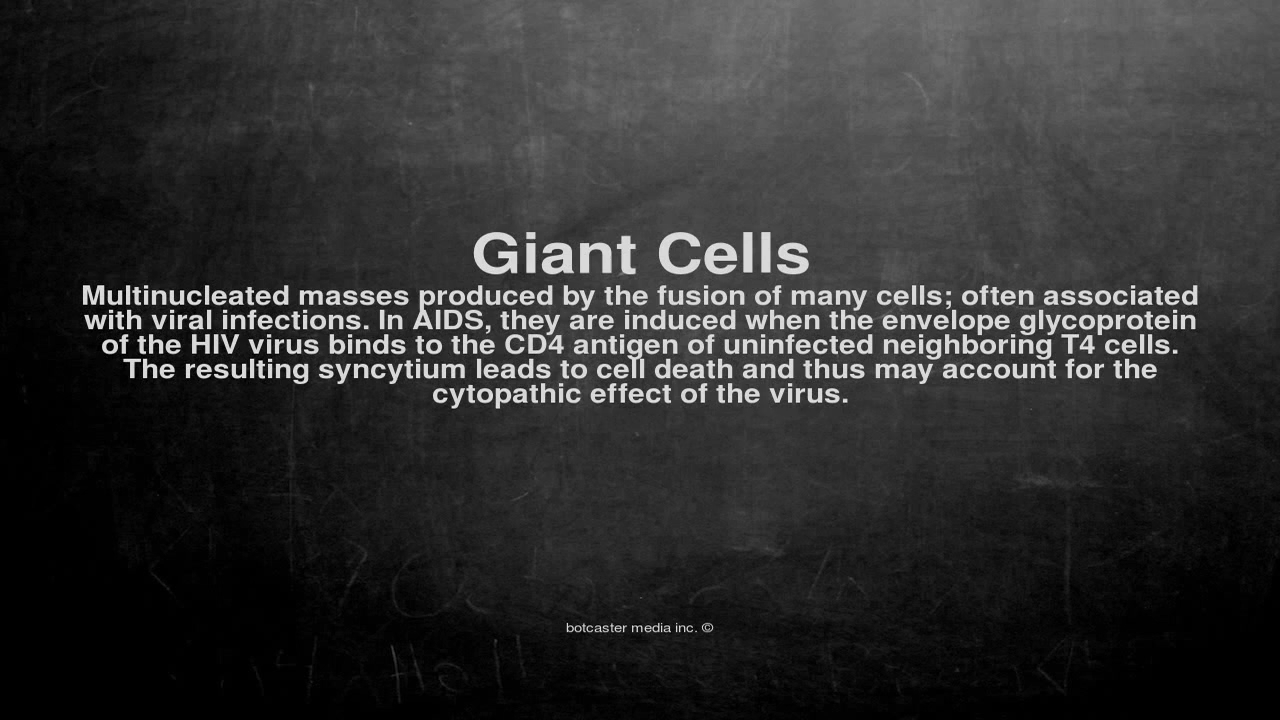 Giant Cells
Multinucleated masses produced by the fusion of many cells; often associated
with viral infections. In AIDS, they are induced when the envelope glycoprotein
of the HIV virus binds to the CD4 antigen of uninfected neighboring T4 cells.
The resulting syncytium leads to cell death and thus may account for the
cytopathic effect of the virus.
botcaster media inc. ©